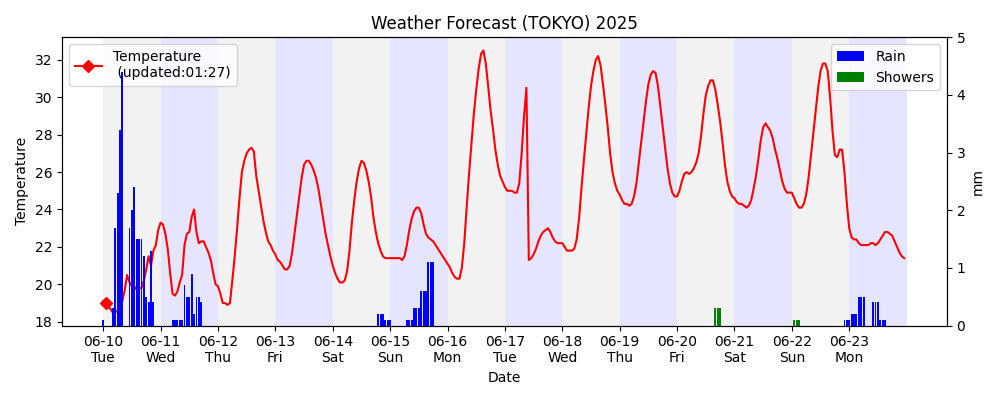 Weather Forecast (TOKYO) 2025
Temperature
(updated:01:27)
Rain
Showers
Temperature
32
30
28
26
24
22
20
18
5
4
3
2
1
0
mm
06-10 06-11 06-12 06-13 06-14 06-15 06-16 06-17 06-18 06-19 06-20 06-21 06-22 06-23
Tue Wed Thu Fri Sat Sun Mon Tue Wed Thu Fri Sat Sun Mon
Date